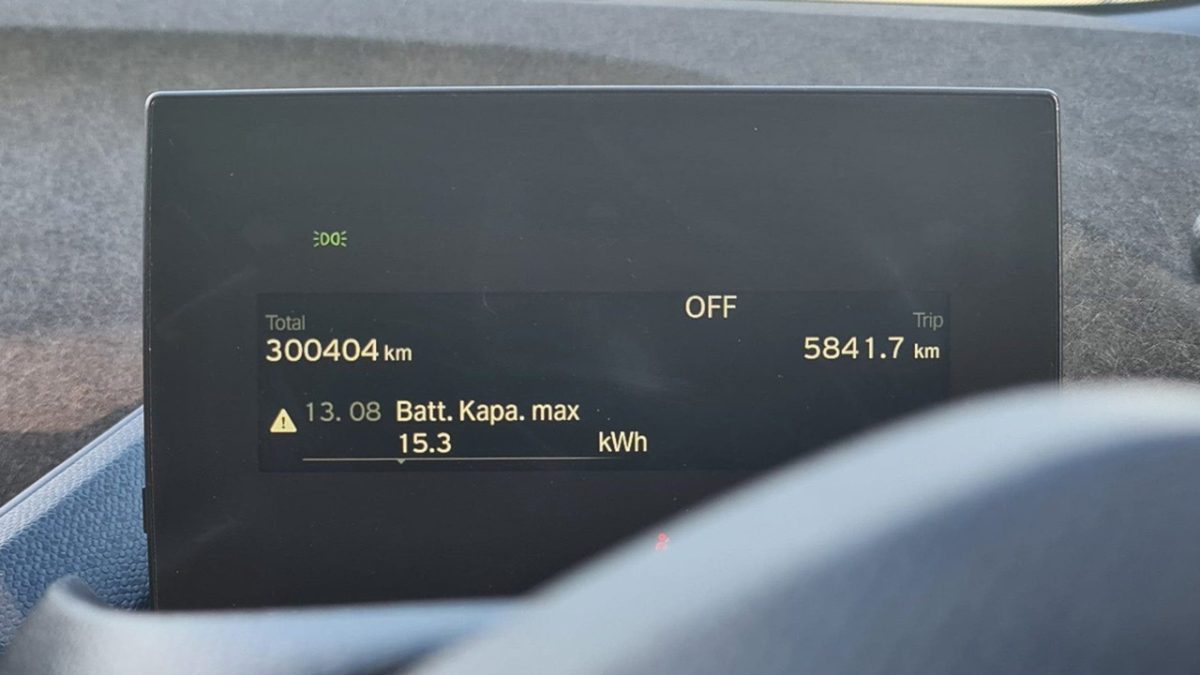 OFF
Total
Trip
300404 km
5841.7 km
13. 08 Batt. Kapa. max
15.3 kWh